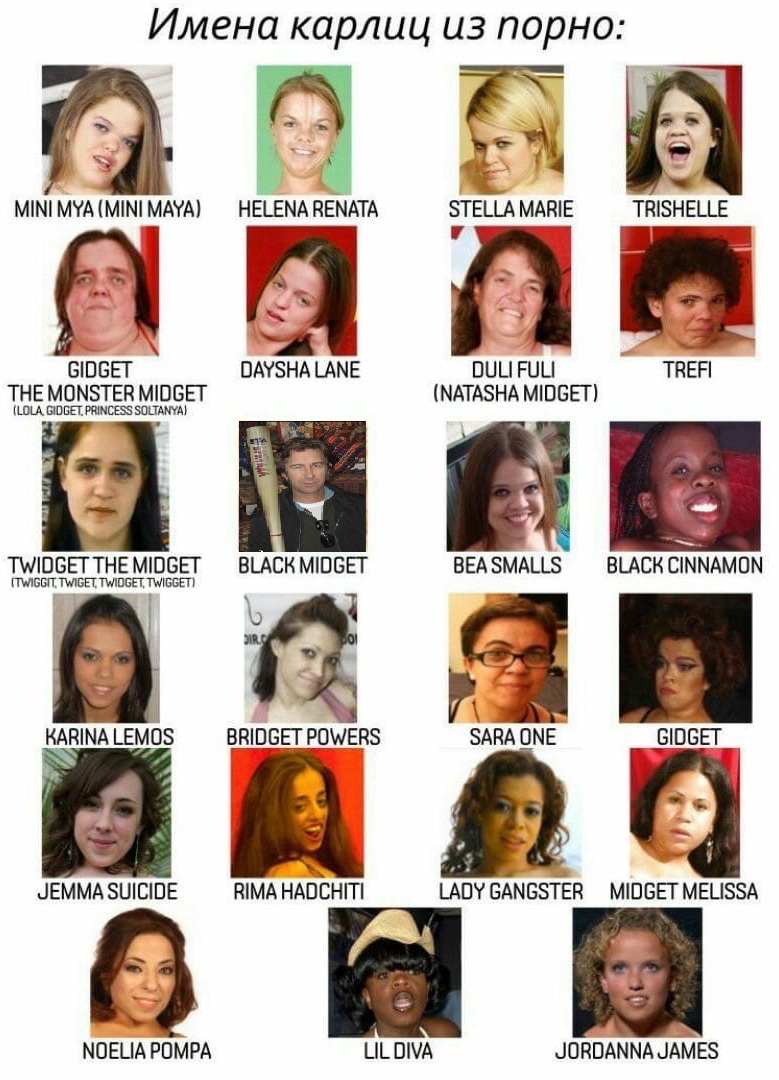 Имена карлиц из порно:
MINI MYA (MINI MAYA)
HELENA RENATA
STELLA MARIE
TRISHELLE
GIDGET
THE MONSTER MIDGET
(LOLA, GIDGET, PRINCESS SOLTANYA)
DAYSHA LANE
DULI FULI
(NATASHA MIDGET)
TREFI
TWIDGET THE MIDGET
(TWIGGIT, TWIGET, TWIDGET, TWIGGET)
BLACK MIDGET
BEA SMALLS
BLACK CINNAMON
KARINA LEMOS
BRIDGET POWERS
SARA ONE
GIDGET
JEMMA SUICIDE
RIMA HADCHITI
LADY GANGSTER
MIDGET MELISSA
NOELIA POMPA
LIL DIVA
JORDANNA JAMES